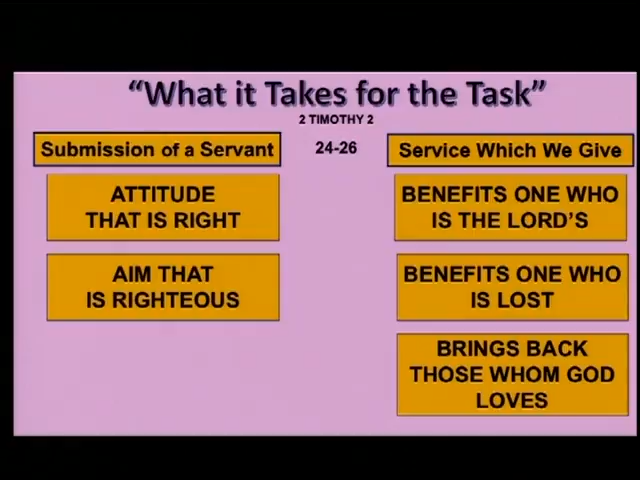 “What it Takes for the Task”
2 TIMOTHY 2
24-26
Submission of a Servant
ATTITUDE
THAT IS RIGHT
AIM THAT
IS RIGHTEOUS
Service Which We Give
BENEFITS ONE WHO
IS THE LORD’S
BENEFITS ONE WHO
IS LOST
BRINGS BACK
THOSE WHOM GOD
LOVES